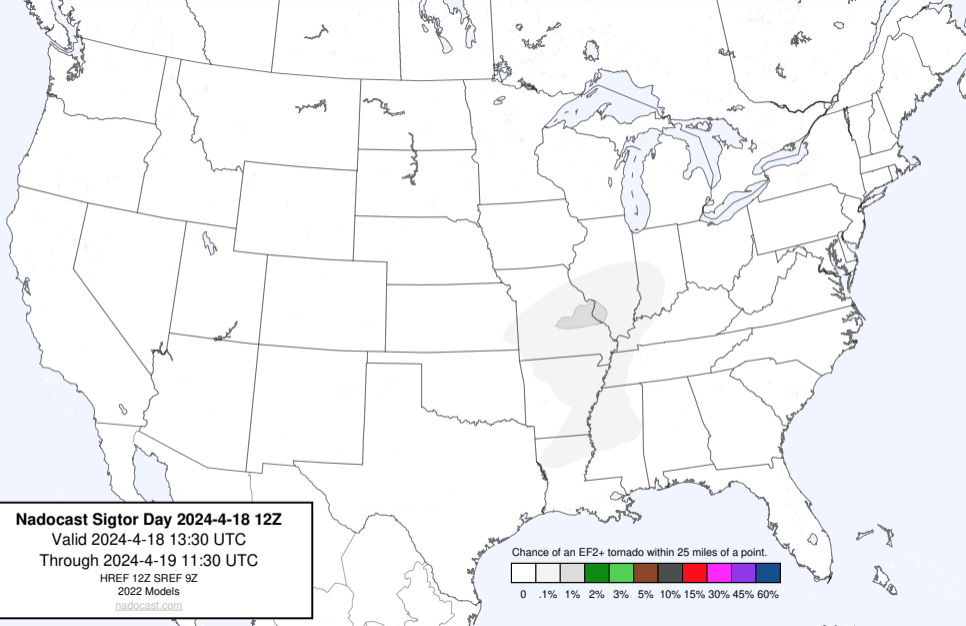 Nadocast Sigtor Day 2024-4-18 12Z
Valid 2024-4-18 13:30 UTC
Through 2024-4-19 11:30 UTC
HREF 12Z SREF 9Z
2022 Models
nadocast.com
Chance of an EF2+ tornado within 25 miles of a point.
0 .1% 1% 2% 3% 5% 10% 15% 30% 45% 60%